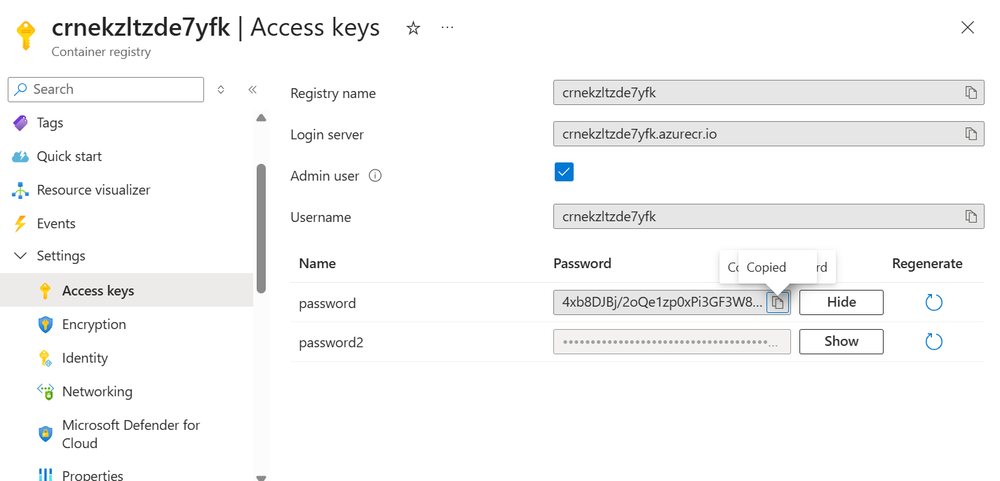 crnekzltzde7yfk | Access keys
Container registry
Search
Tags
Quick start
Resource visualizer
Events
Settings
Access keys
Encryption
Identity
Networking
Microsoft Defender for
Cloud
Properties
Registry name
crnekzltzde7yfk
Login server
crnekzltzde7yfk.azurecr.io
Admin user
Username
crnekzltzde7yfk
Name Password Regenerate
Copied
password 4xb8DJBj/2oQe1zp0xPi3GF3W8... Hide
password2 ••••••••••••••••••••••••••••••••••••••... Show